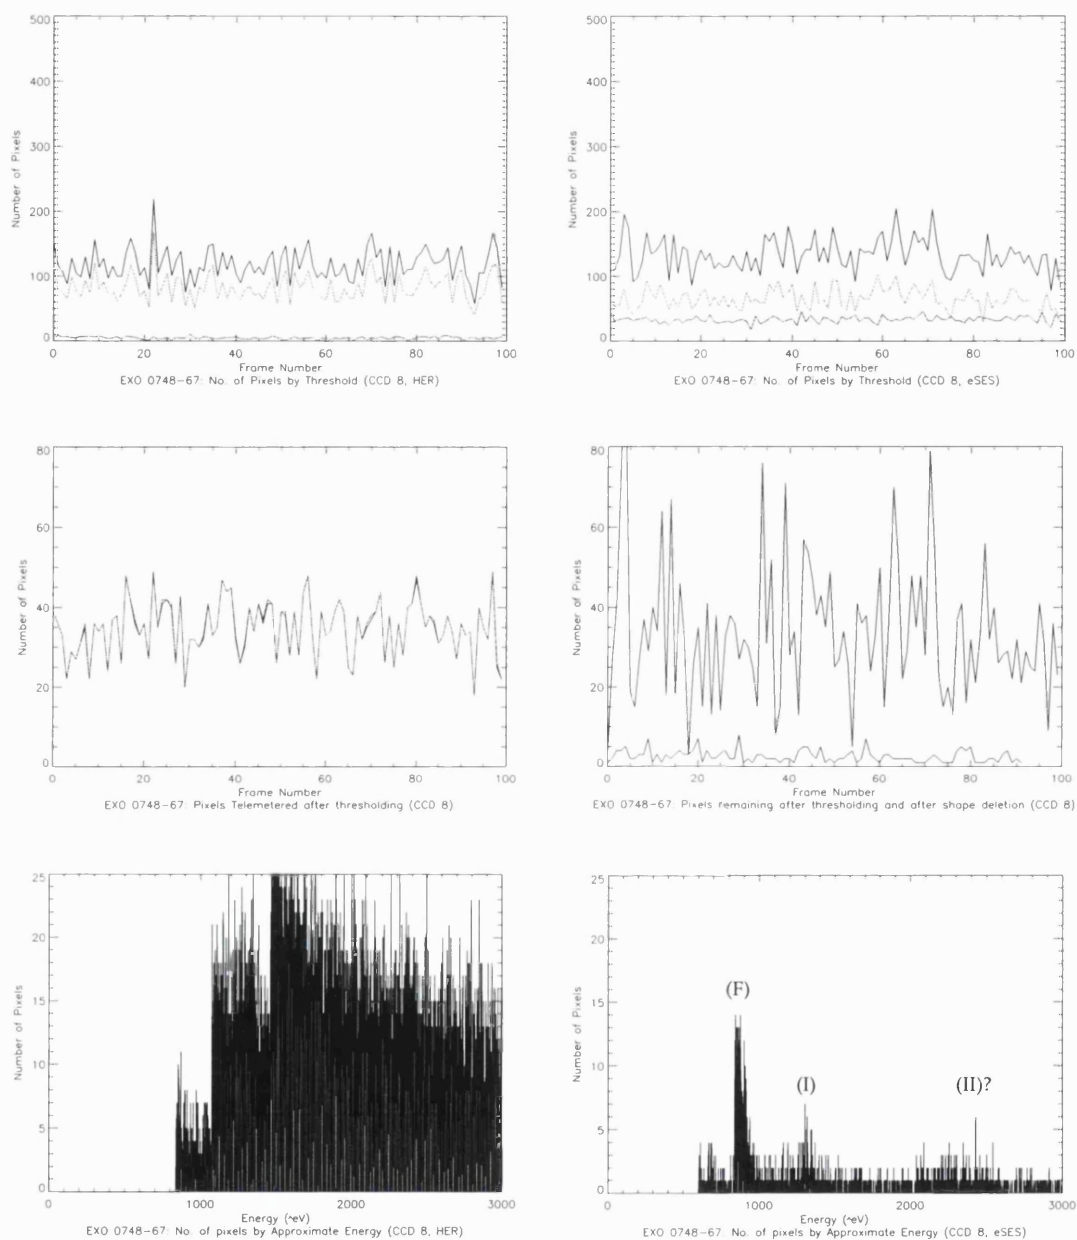 500
400
300
200
100
0
Number of Pixels
0 20 40 60 80 100
Frame Number
EXO 0748-67: No. of Pixels by Threshold (CCD 8, HER)
500
400
300
200
100
0
Number of Pixels
0 20 40 60 80 100
Frame Number
EXO 0748-67: No. of Pixels by Threshold (CCD 8, eSES)
80
60
40
20
0
Number of Pixels
0 20 40 60 80 100
Frame Number
EXO 0748-67: Pixels Telemetered after thresholding (CCD 8)
80
60
40
20
0
Number of Pixels
0 20 40 60 80 100
Frame Number
EXO 0748-67: Pixels remaining after thresholding and after shape deletion (CCD 8)
25
20
15
10
5
0
Number of Pixels
0 1000 2000 3000
Energy (~eV)
EXO 0748-67: No. of pixels by Approximate Energy (CCD 8, HER)
25
20
15
10
5
0
Number of Pixels
(F)
(I)
(II)?
0 1000 2000 3000
Energy (~eV)
EXO 0748-67: No. of pixels by Approximate Energy (CCD 8, eSES)